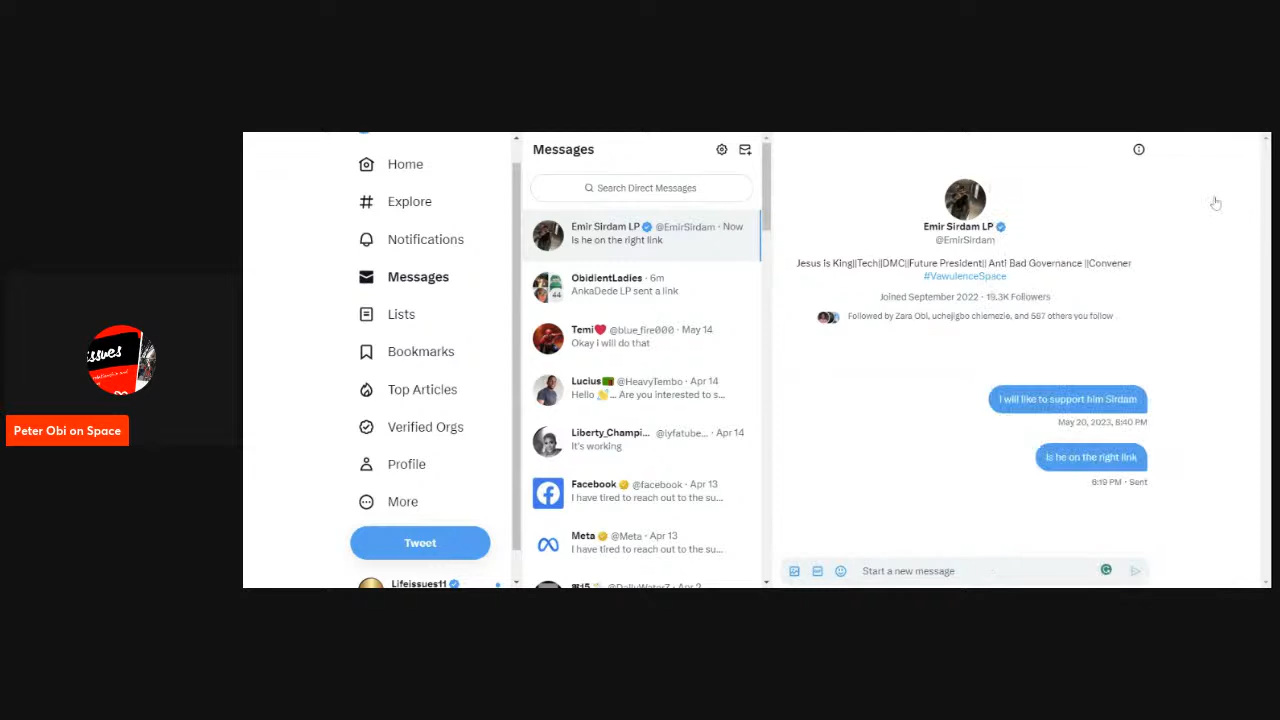 issues
Peter Obi on Space
Home
Explore
Notifications
Messages
Lists
Bookmarks
Top Articles
Verified Orgs
Profile
More
Tweet
Lifeissues11
Messages
Search Direct Messages
Emir Sirdam LP @EmirSirdam · Now
Is he on the right link
ObidientLadies · 6m
AnkaDede LP sent a link
44
Temi❤️ @blue_fire000 · May 14
Okay i will do that
Lucius🇿🇲 @HeavyTembo · Apr 14
Hello 👋... Are you interested to s...
Liberty_Champi... @iyfatube... · Apr 14
It's working
Facebook @facebook · Apr 13
I have tired to reach out to the su...
Meta @Meta · Apr 13
I have tired to reach out to the su...
Emir Sirdam LP
@EmirSirdam
Jesus is King||Tech||DMC||Future President|| Anti Bad Governance ||Convener
#VawulenceSpace
Joined September 2022 · 19.3K Followers
Followed by Zara Obi, uchejigbo chiemezie, and 587 others you follow
I will like to support him Sirdam
May 20, 2023, 8:40 PM
Is he on the right link
6:19 PM · Sent
GIF
Start a new message